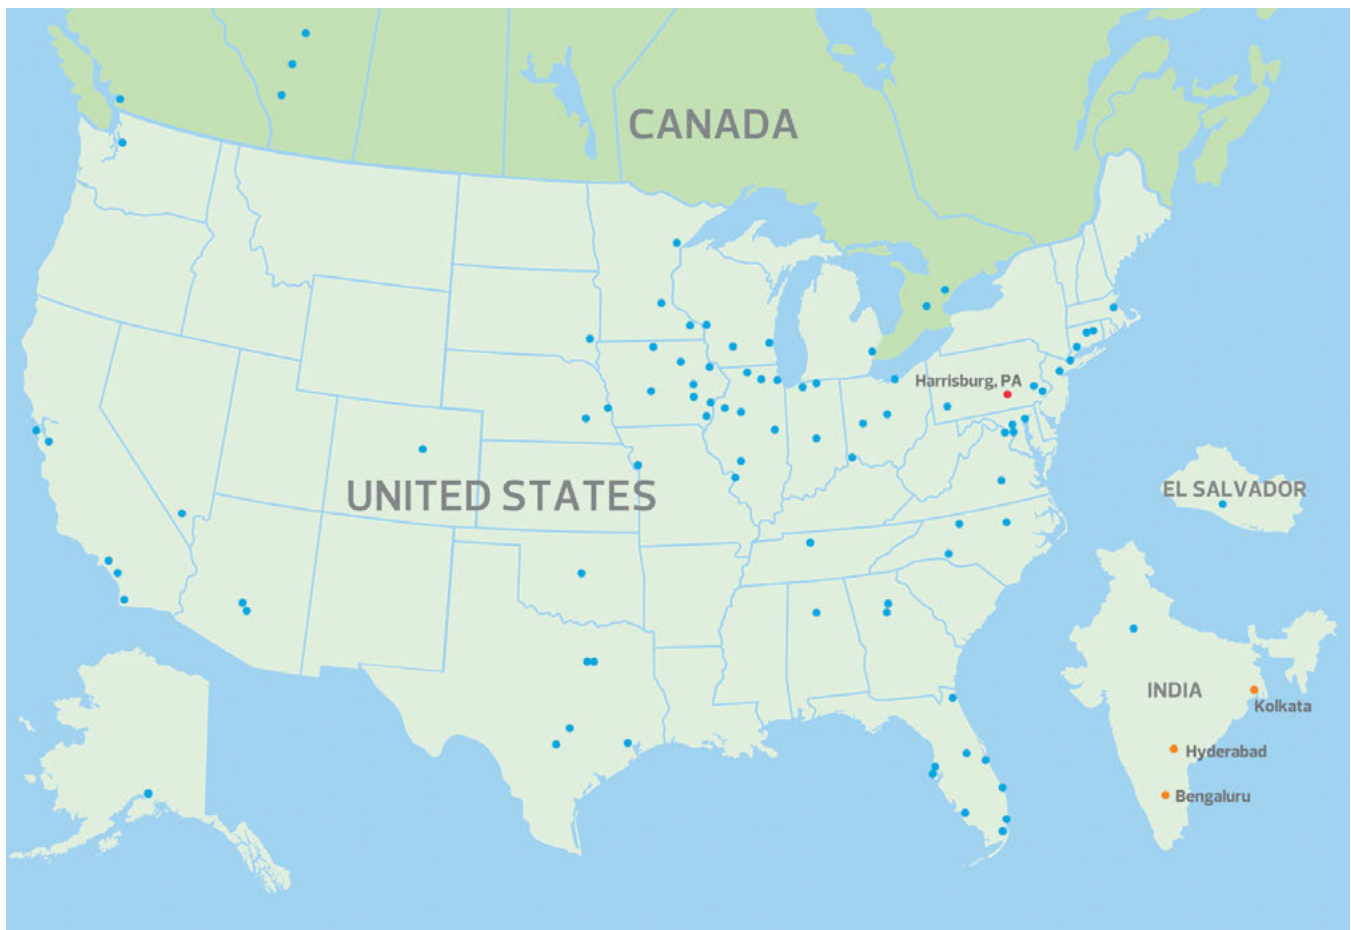 CANADA
Harrisburg, PA
UNITED STATES
EL SALVADOR
INDIA
Kolkata
Hyderabad
Bengaluru